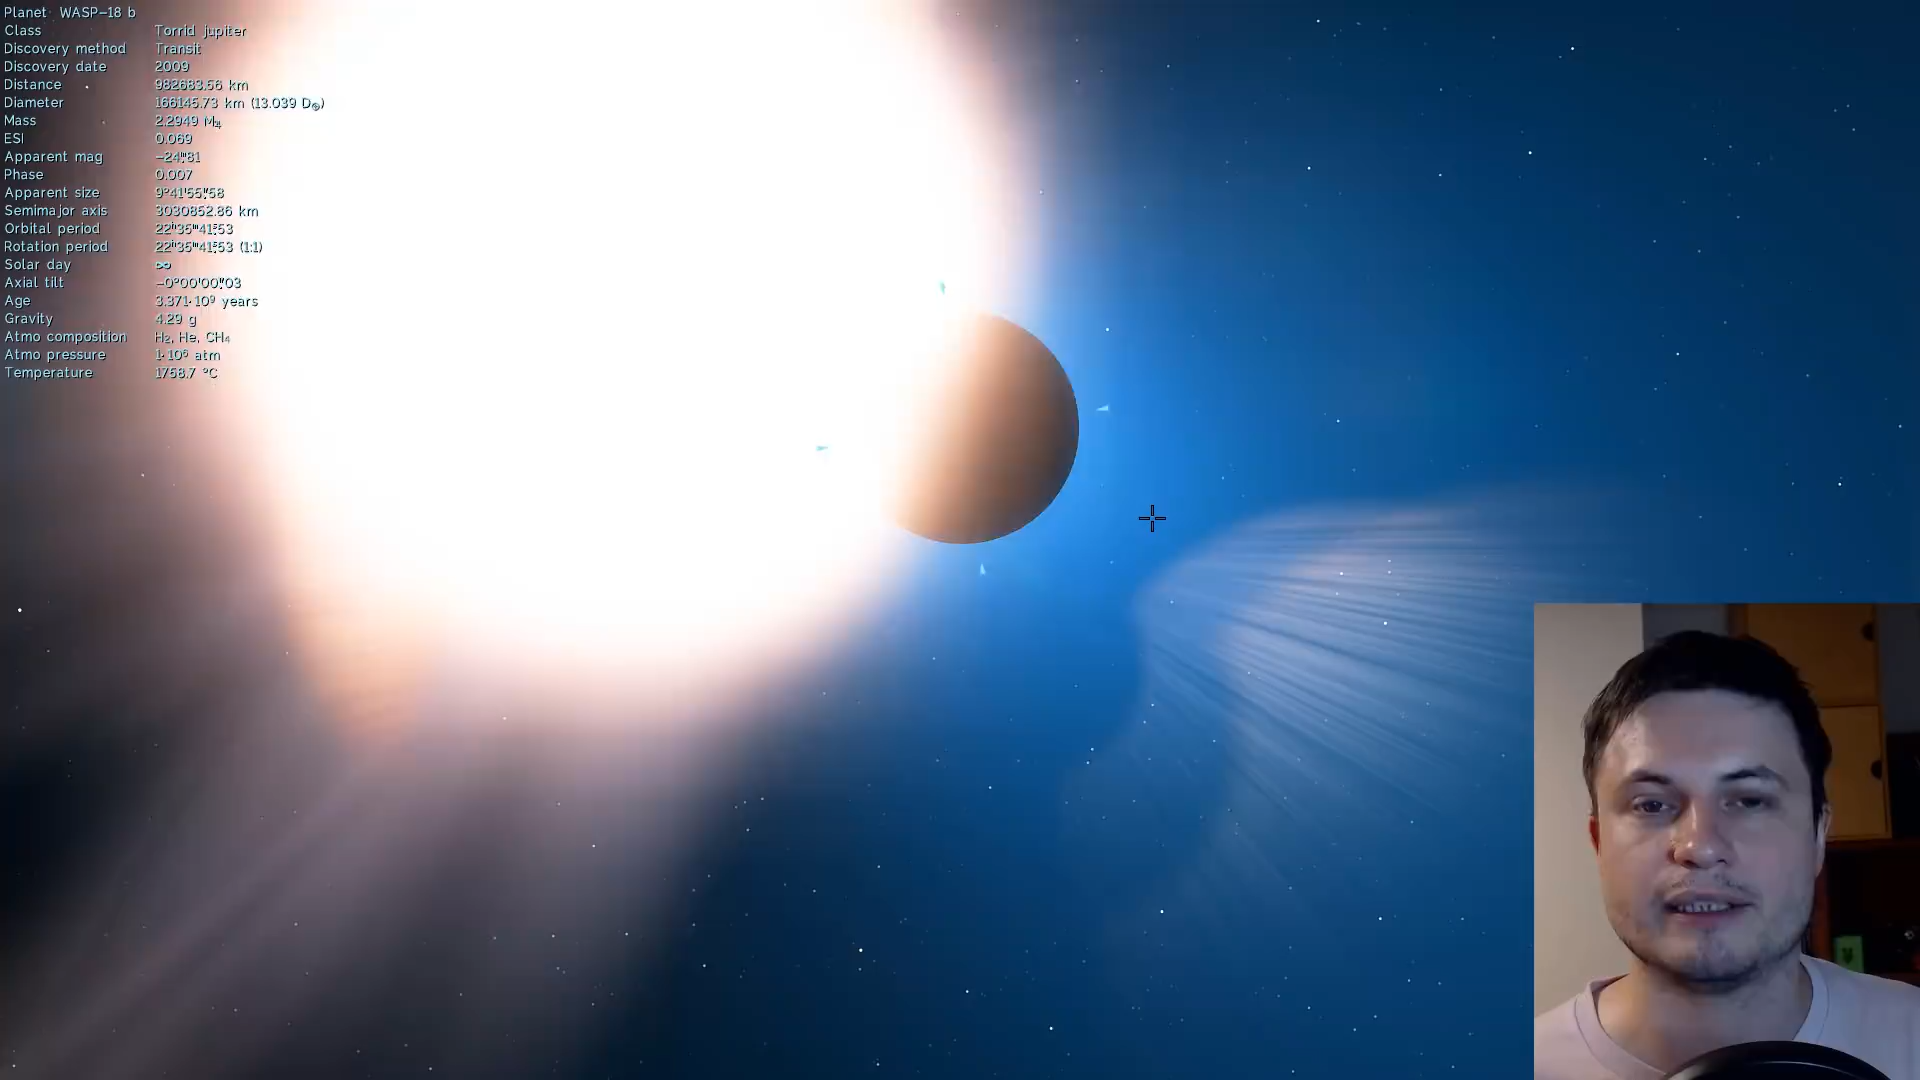 Planet WASP-18 b
Class Torrid jupiter
Discovery method Transit
Discovery date 2009
Distance 982683.56 km
Diameter 166145.73 km (13.039 D⊕)
Mass 2.2949 M♃
ESI 0.069
Apparent mag −24ᵐ81
Phase 0.007
Apparent size 9°41'55"58
Semimajor axis 3030852.86 km
Orbital period 22ʰ35ᵐ41ˢ53
Rotation period 22ʰ35ᵐ41ˢ53 (1:1)
Solar day ∞
Axial tilt −0°00'00"03
Age 3.371·10⁹ years
Gravity 4.29 g
Atmo composition H₂, He, CH₄
Atmo pressure 1·10⁶ atm
Temperature 1758.7 °C